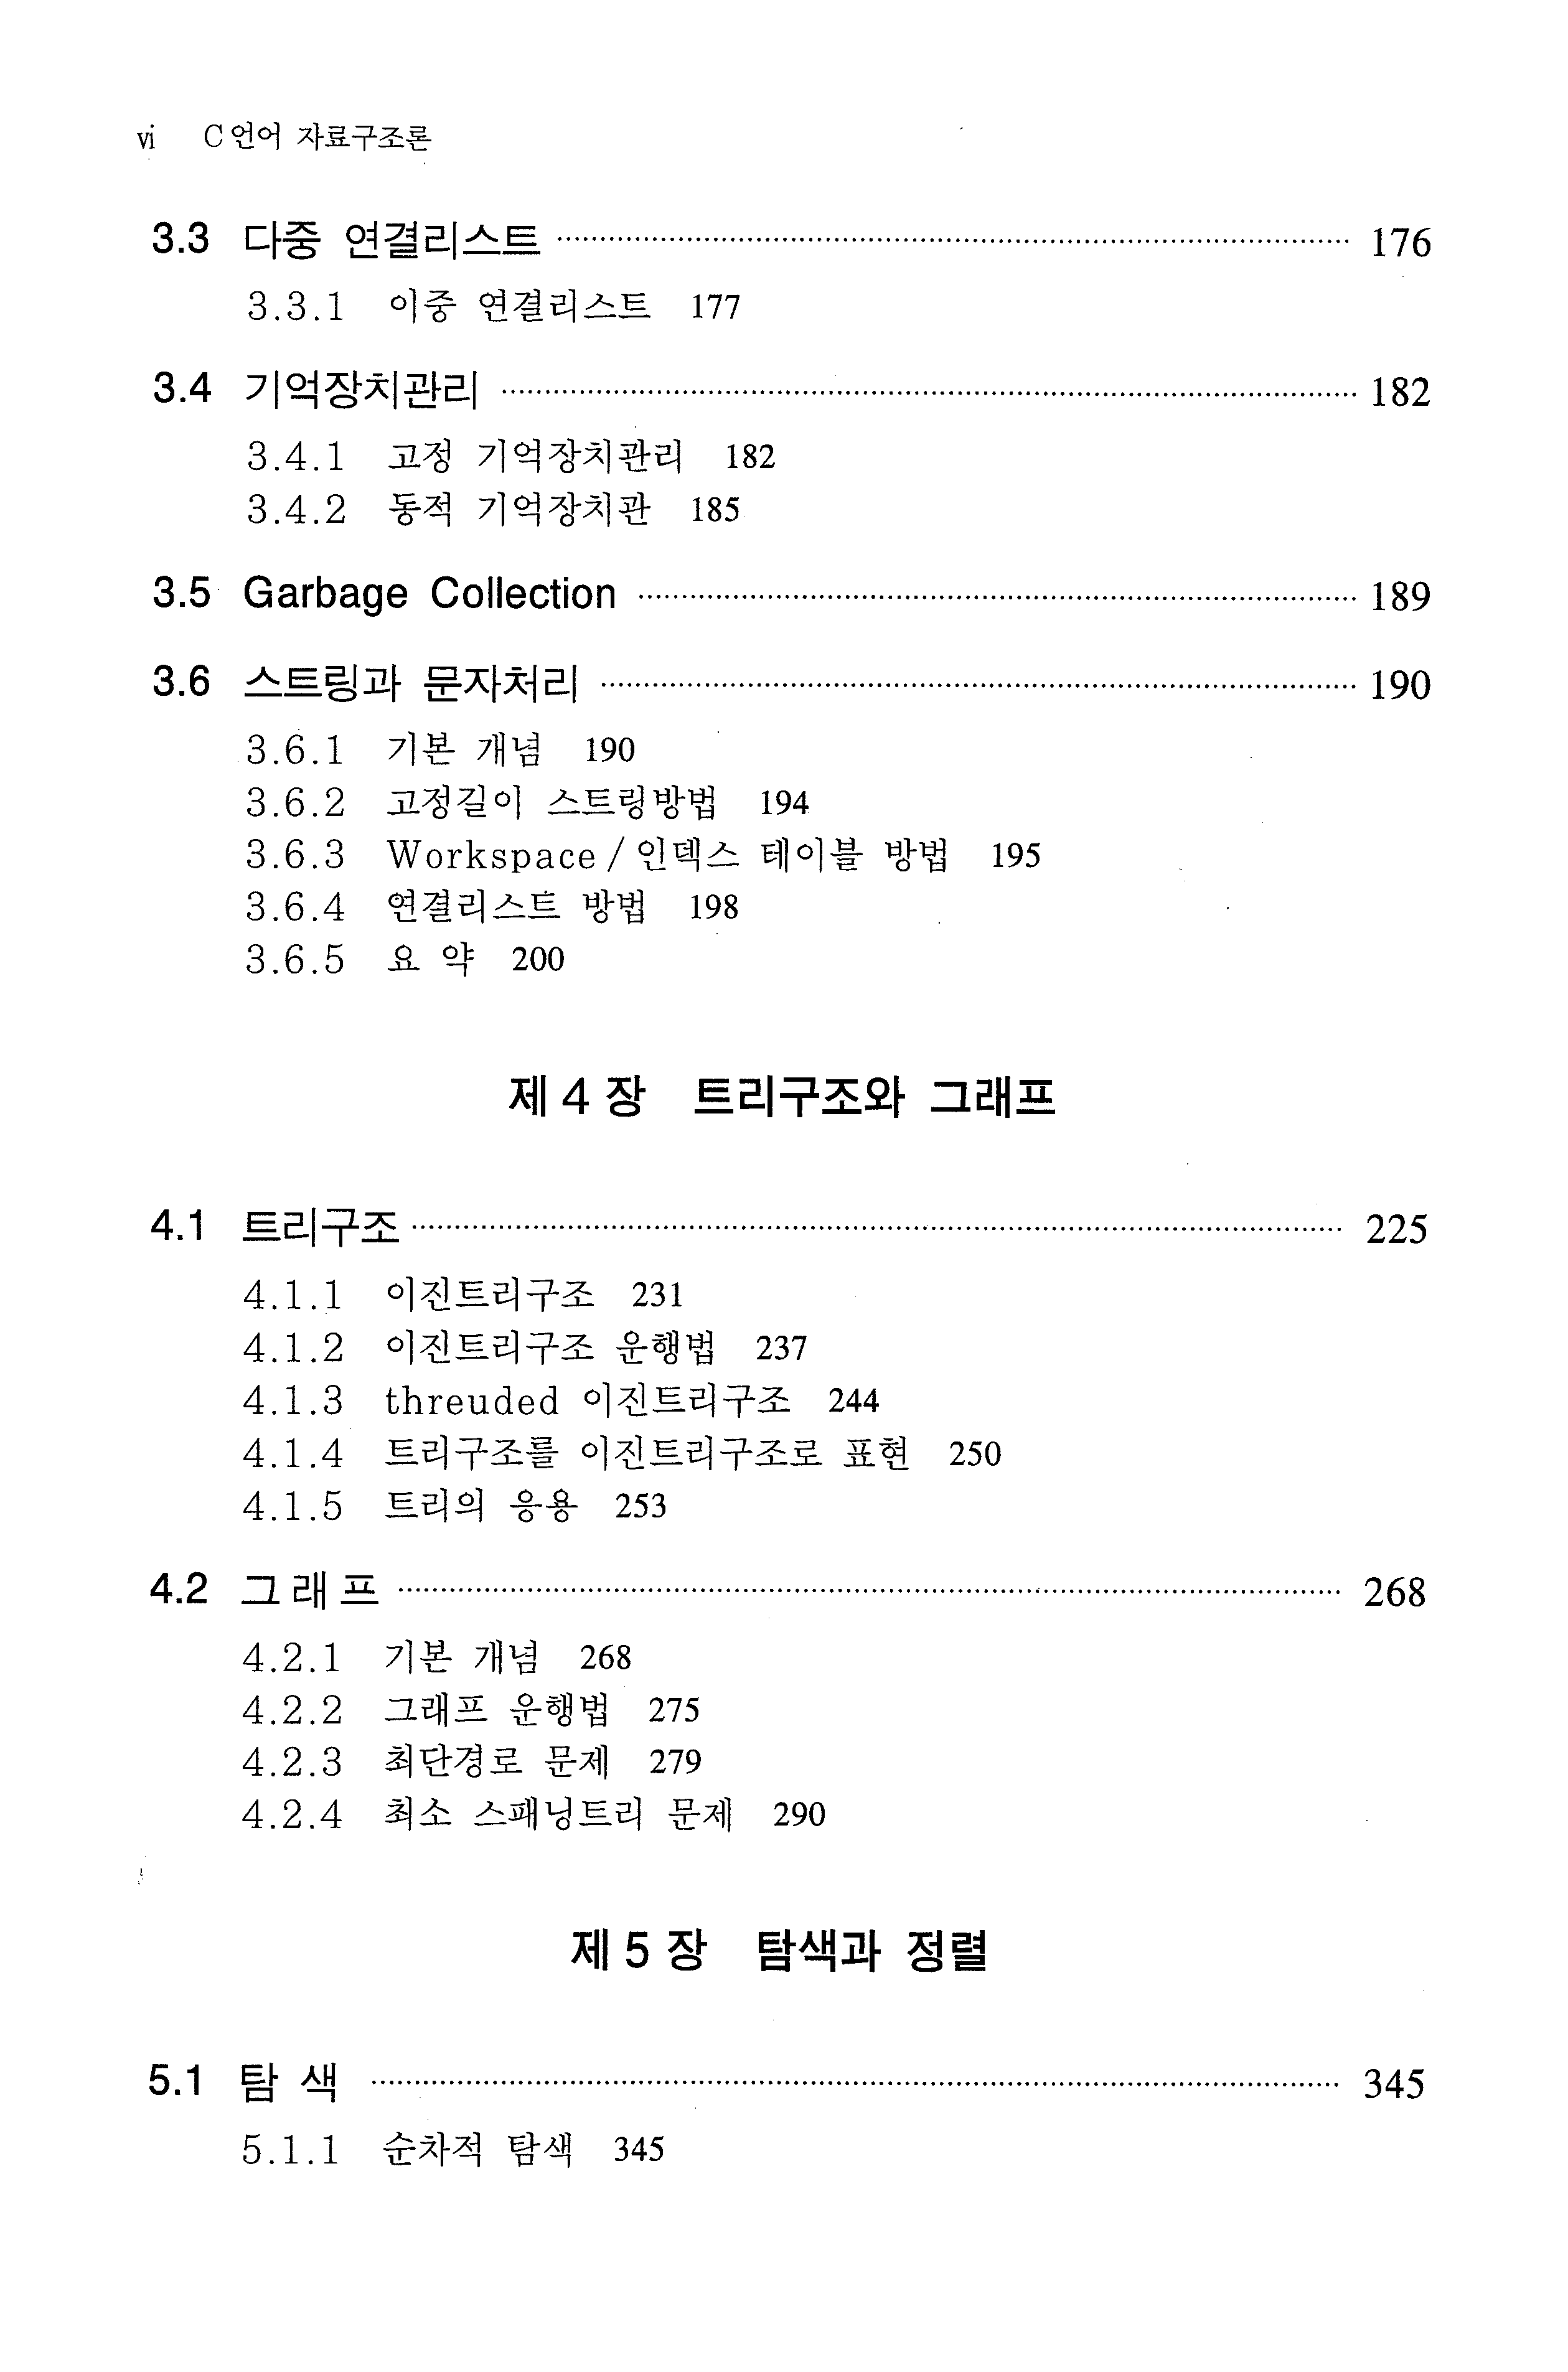 vi C언어 자료구조론
3.3 다중 연결리스트 ········ 176
3.3.1 이중 연결리스트 177
3.4 기억장치관리 ········ 182
3.4.1 고정 기억장치관리 182
3.4.2 동적 기억장치관 185
3.5 Garbage Collection ········ 189
3.6 스트링과 문자처리 ········ 190
3.6.1 기본 개념 190
3.6.2 고정길이 스트링방법 194
3.6.3 Workspace/인덱스 테이블 방법 195
3.6.4 연결리스트 방법 198
3.6.5 요 약 200
제 4 장 트리구조와 그래프
4.1 트리구조 ········ 225
4.1.1 이진트리구조 231
4.1.2 이진트리구조 운행법 237
4.1.3 threuded 이진트리구조 244
4.1.4 트리구조를 이진트리구조로 표현 250
4.1.5 트리의 응용 253
4.2 그래프 ········ 268
4.2.1 기본 개념 268
4.2.2 그래프 운행법 275
4.2.3 최단경로 문제 279
4.2.4 최소 스패닝트리 문제 290
제 5 장 탐색과 정렬
5.1 탐 색 ········ 345
5.1.1 순차적 탐색 345